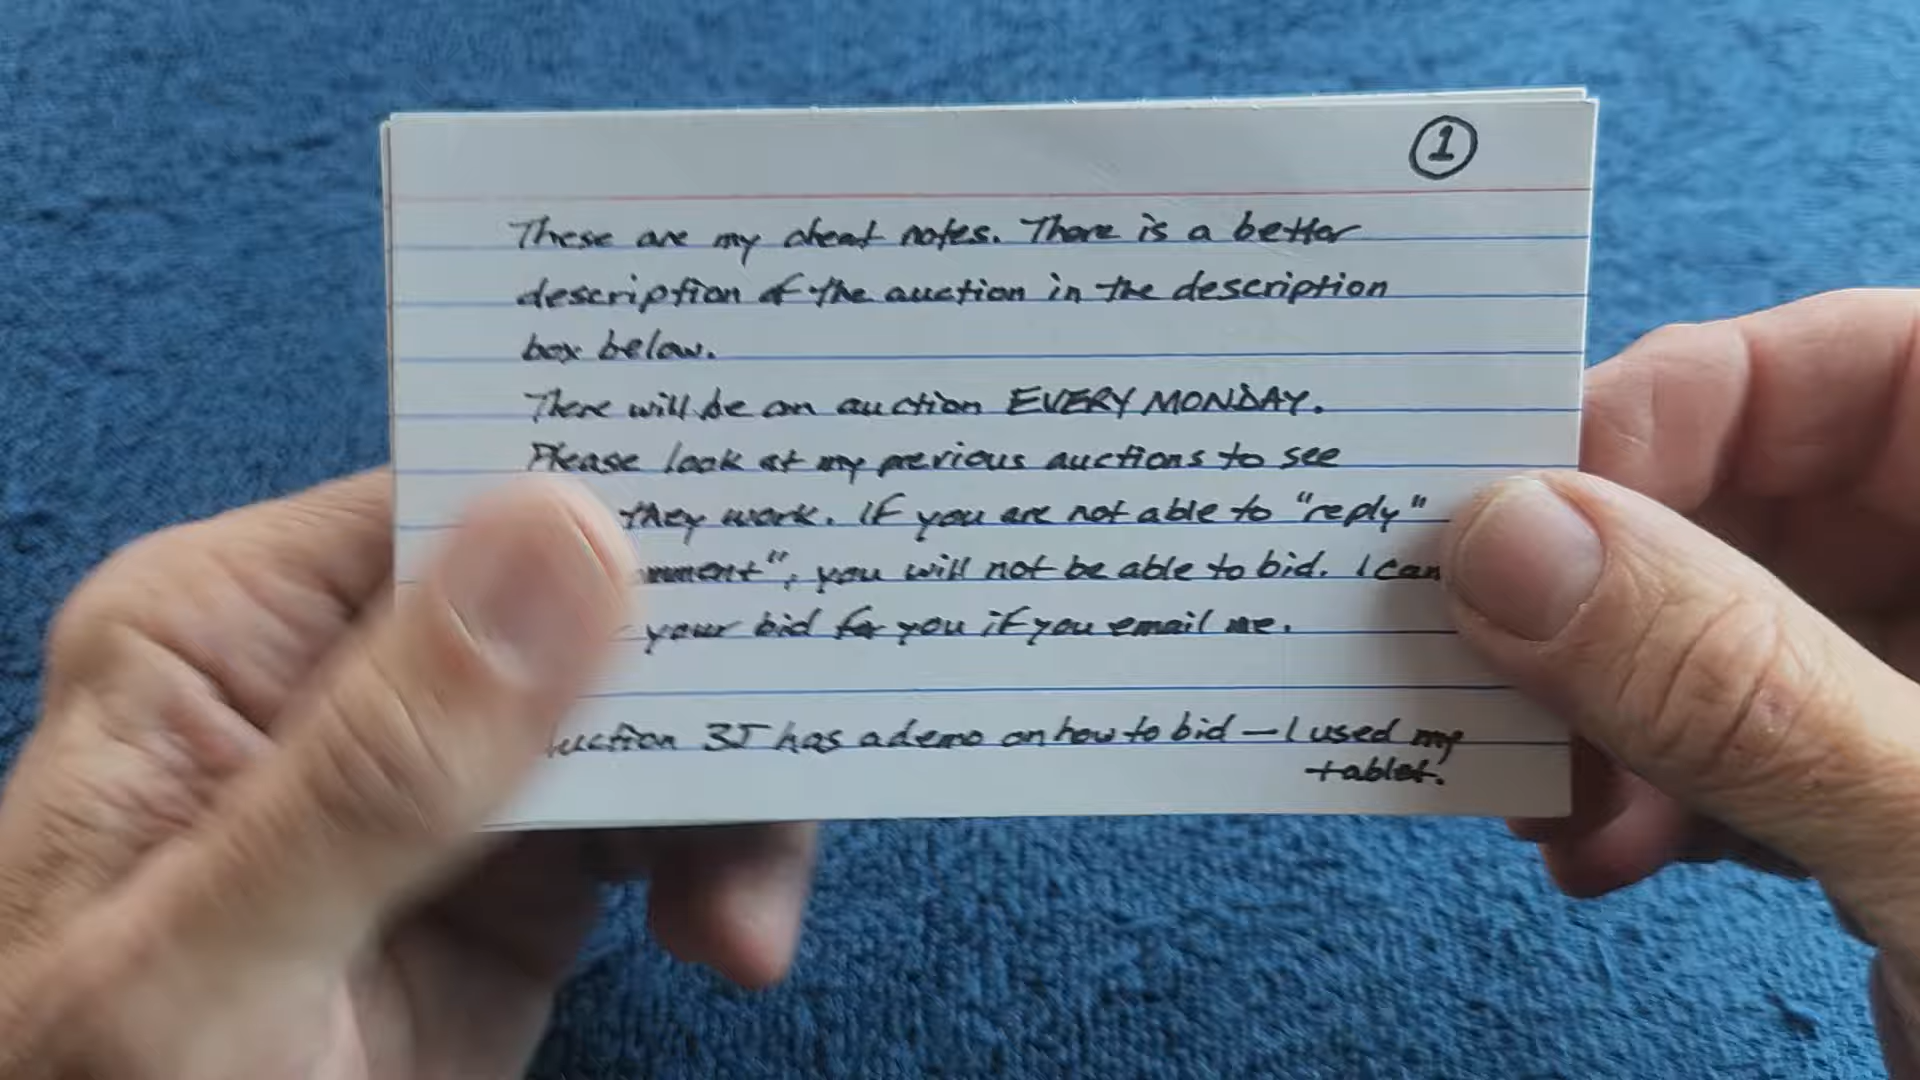 1
These are my cheat notes. There is a better
description of the auction in the description
box below.
There will be an auction EVERY MONDAY.
Please look at my previous auctions to see
they work. If you are not able to "reply"
you will not be able to bid. I can
your bid for you if you email me.
3J has a demo on how to bid — I used my
tablet.